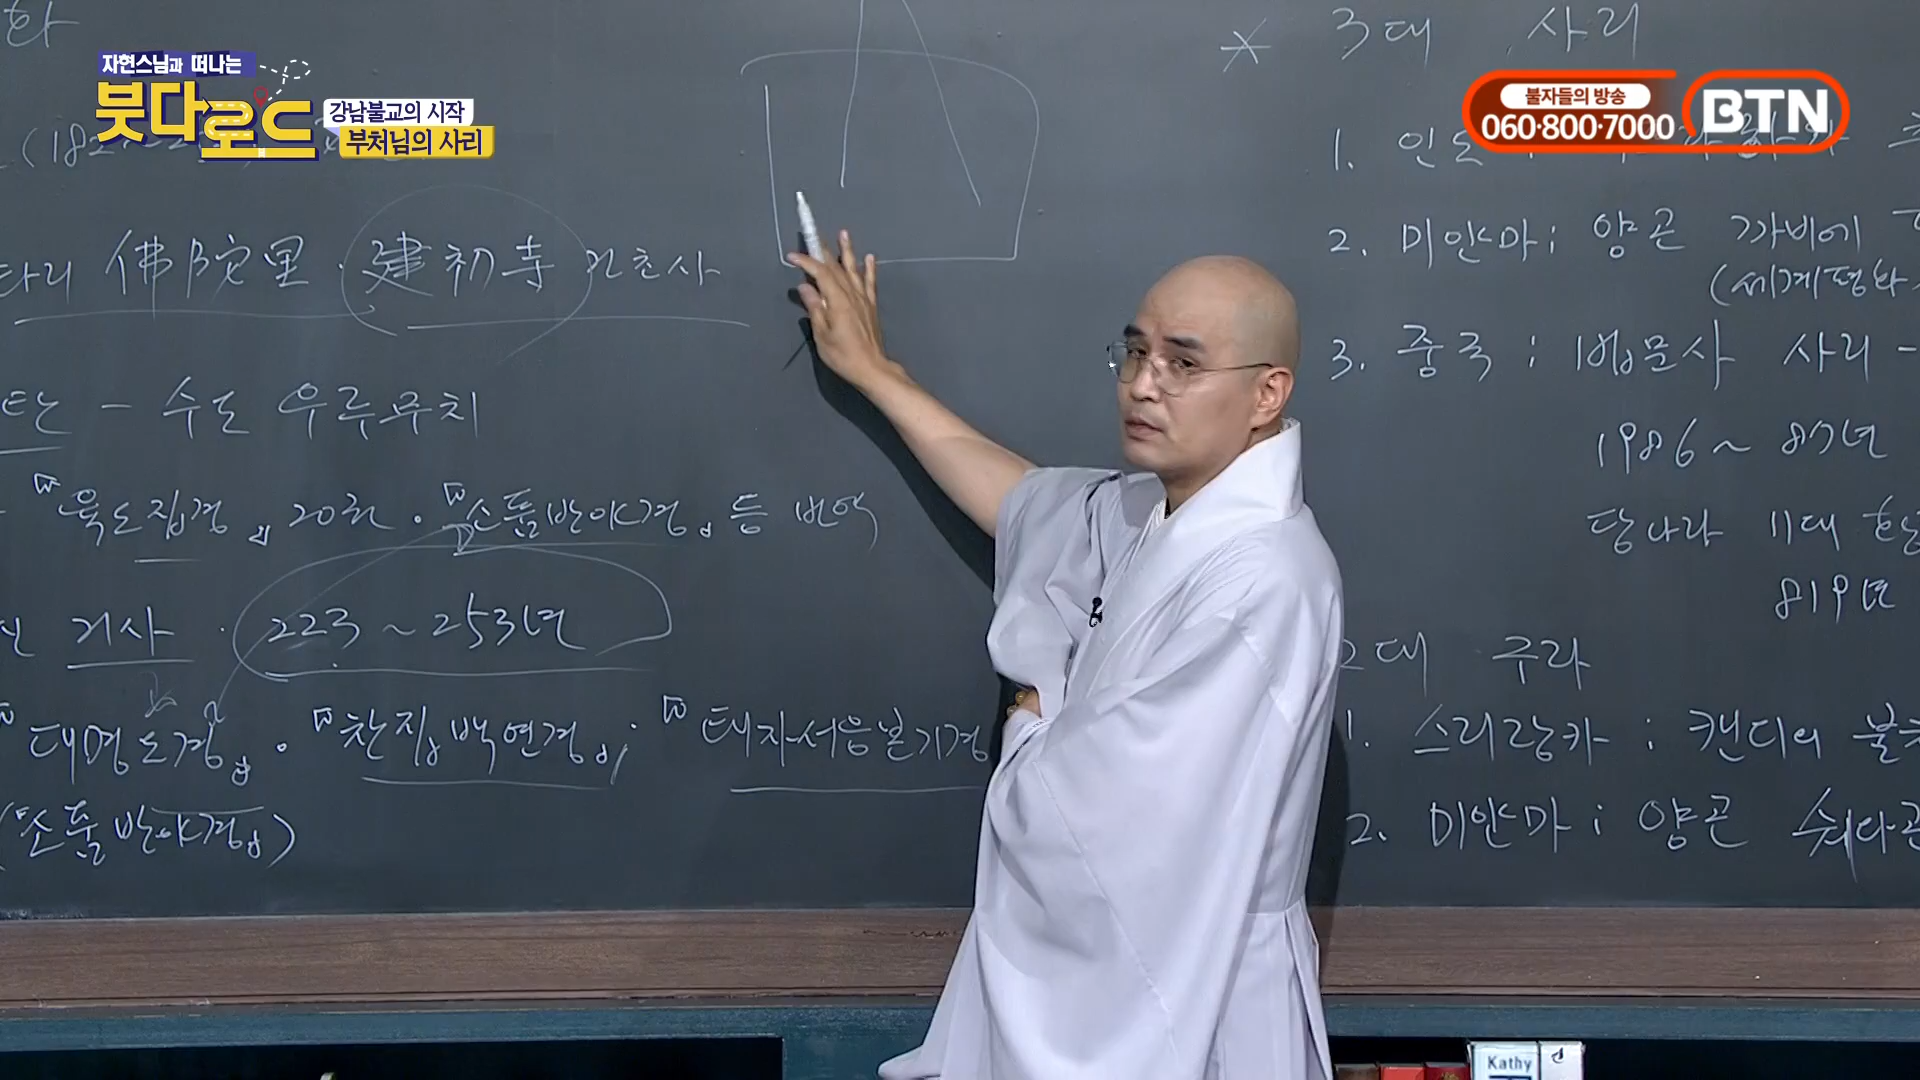 자현스님과 떠나는
붓다로드
강남불교의 시작
부처님의 사리
불자들의 방송
060·800·7000
BTN
화
(182
타리 佛陀里 · 建初寺 건초사
탄 - 수도 우루무치
『육도집경』 20권 · 『소품반야경』 등 번역
거사 · 223 ~ 253년
『대명도경』 · 『찬집백연경』; 『태자서응본기경
(『소품반야경』)
* 3대 사리
1. 인도
2. 미얀마 ; 양곤 까바에
(세계평화
3. 중국 ; 법문사 사리 -
1986 ~ 87년
당나라 11대
819년
2대 구라
1. 스리랑카 ; 캔디의 불치
2. 미얀마 ; 양곤 쉐다곤
Kathy